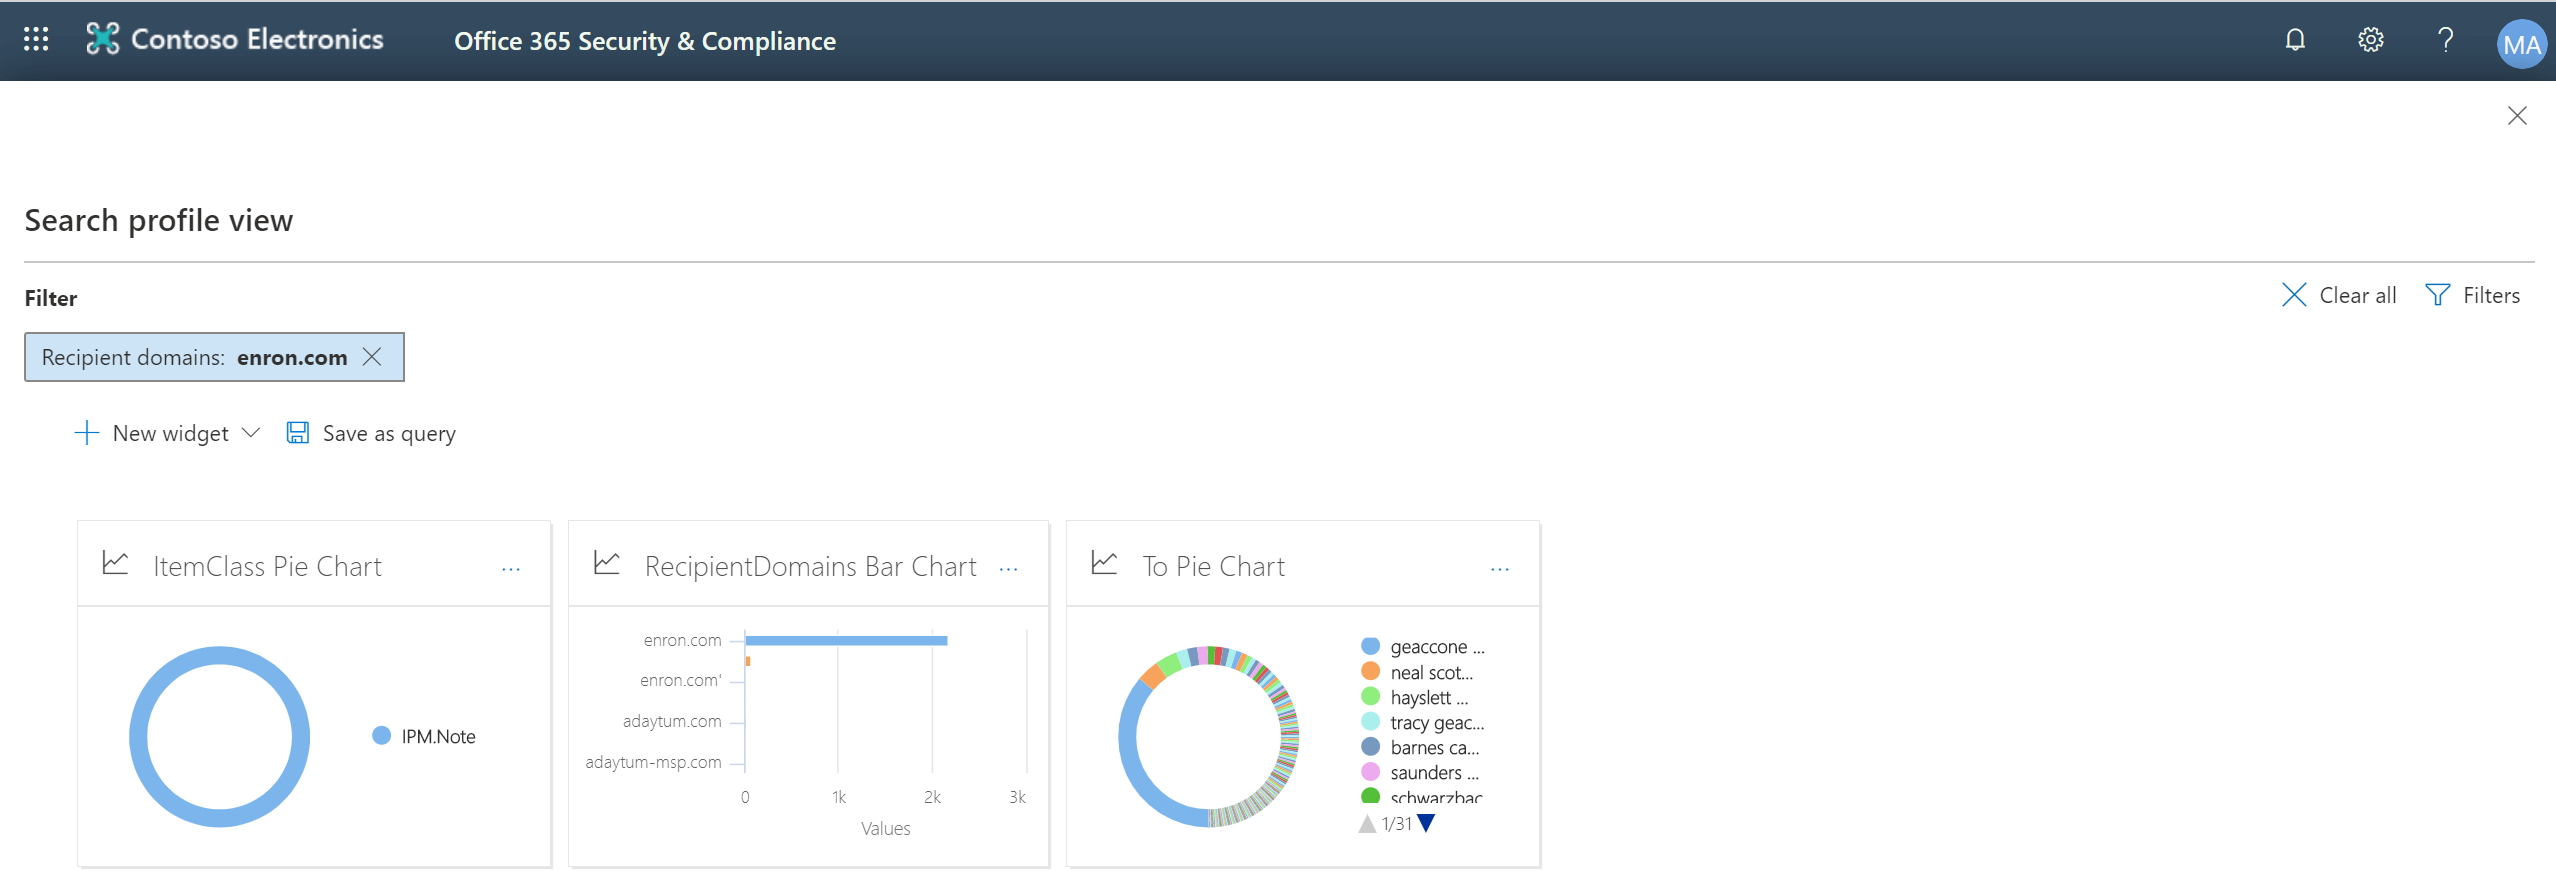 Contoso Electronics
Office 365 Security & Compliance
MA
Search profile view
Filter
Clear all
Filters
Recipient domains: enron.com
New widget
Save as query
ItemClass Pie Chart
...
IPM.Note
RecipientDomains Bar Chart
...
enron.com
enron.com'
adaytum.com
adaytum-msp.com
0 1k 2k 3k
Values
To Pie Chart
...
geaccone ...
neal scot...
hayslett ...
tracy geac...
barnes ca...
saunders ...
schwarzbac
1/31